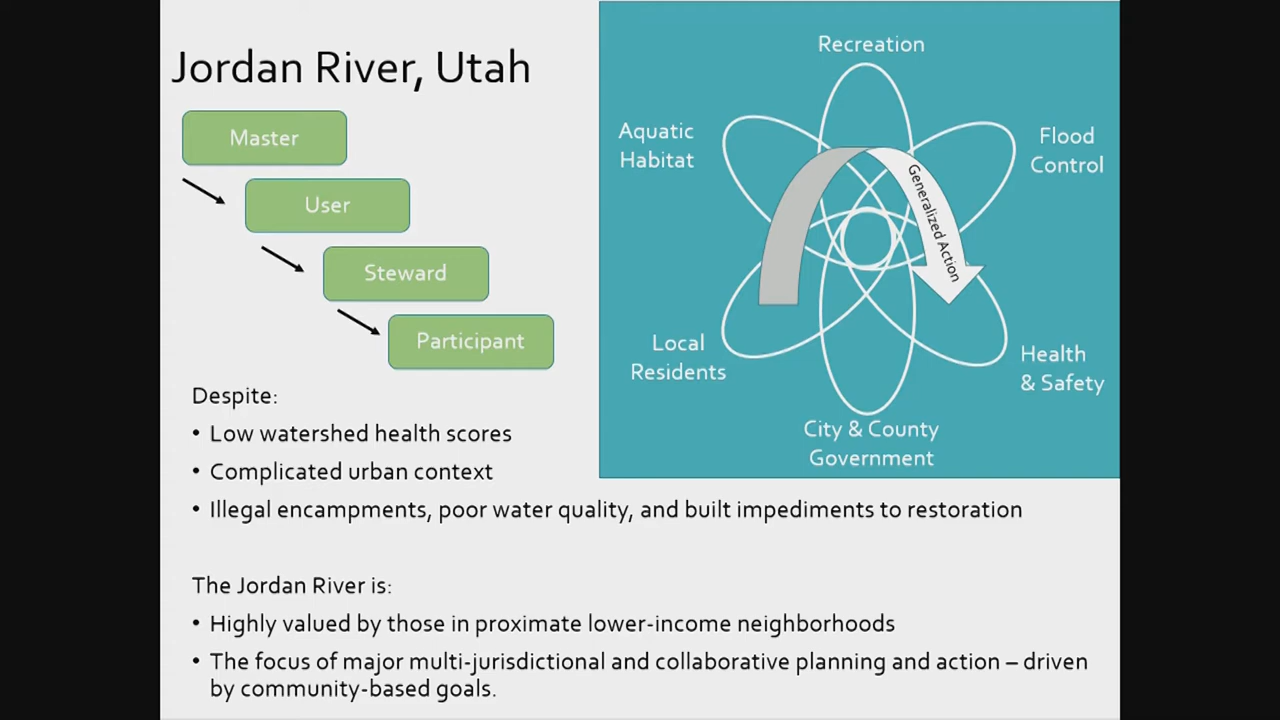 Jordan River, Utah
Master
User
Steward
Participant
Recreation
Aquatic
Habitat
Flood
Control
Generalized Action
Local
Residents
Health
& Safety
City & County
Government
Despite:
• Low watershed health scores
• Complicated urban context
• Illegal encampments, poor water quality, and built impediments to restoration
The Jordan River is:
• Highly valued by those in proximate lower-income neighborhoods
• The focus of major multi-jurisdictional and collaborative planning and action – driven
by community-based goals.